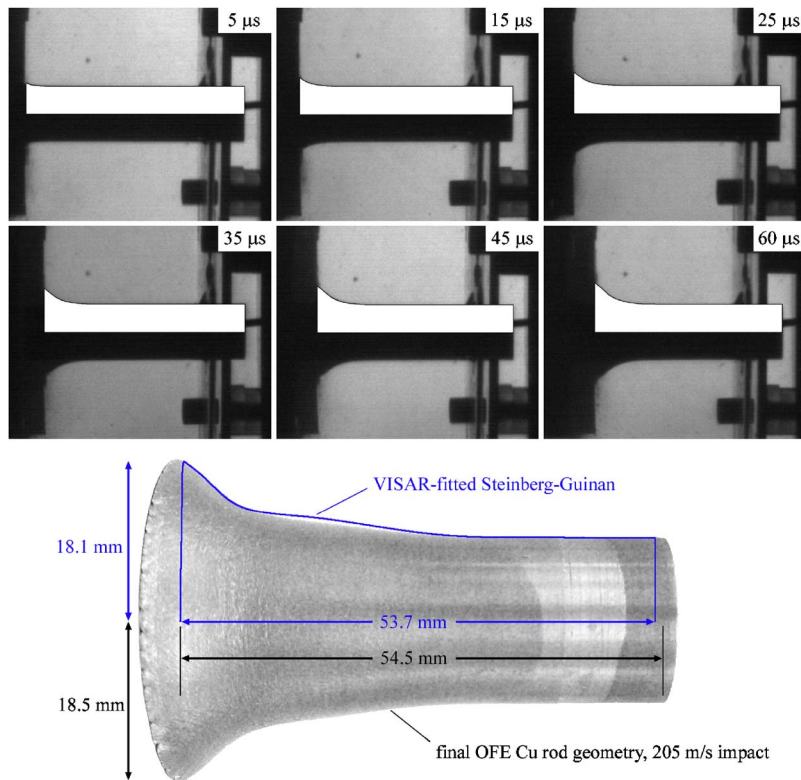 5 μs
15 μs
25 μs
35 μs
45 μs
60 μs
VISAR-fitted Steinberg-Guinan
18.1 mm
53.7 mm
54.5 mm
18.5 mm
final OFE Cu rod geometry, 205 m/s impact